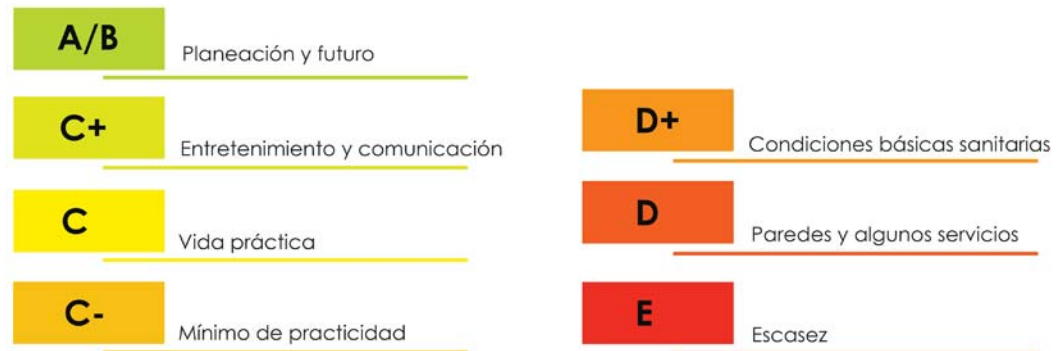 A/B
Planeación y futuro
C+
Entretenimiento y comunicación
C
Vida práctica
C-
Mínimo de practicidad
D+
Condiciones básicas sanitarias
D
Paredes y algunos servicios
E
Escasez